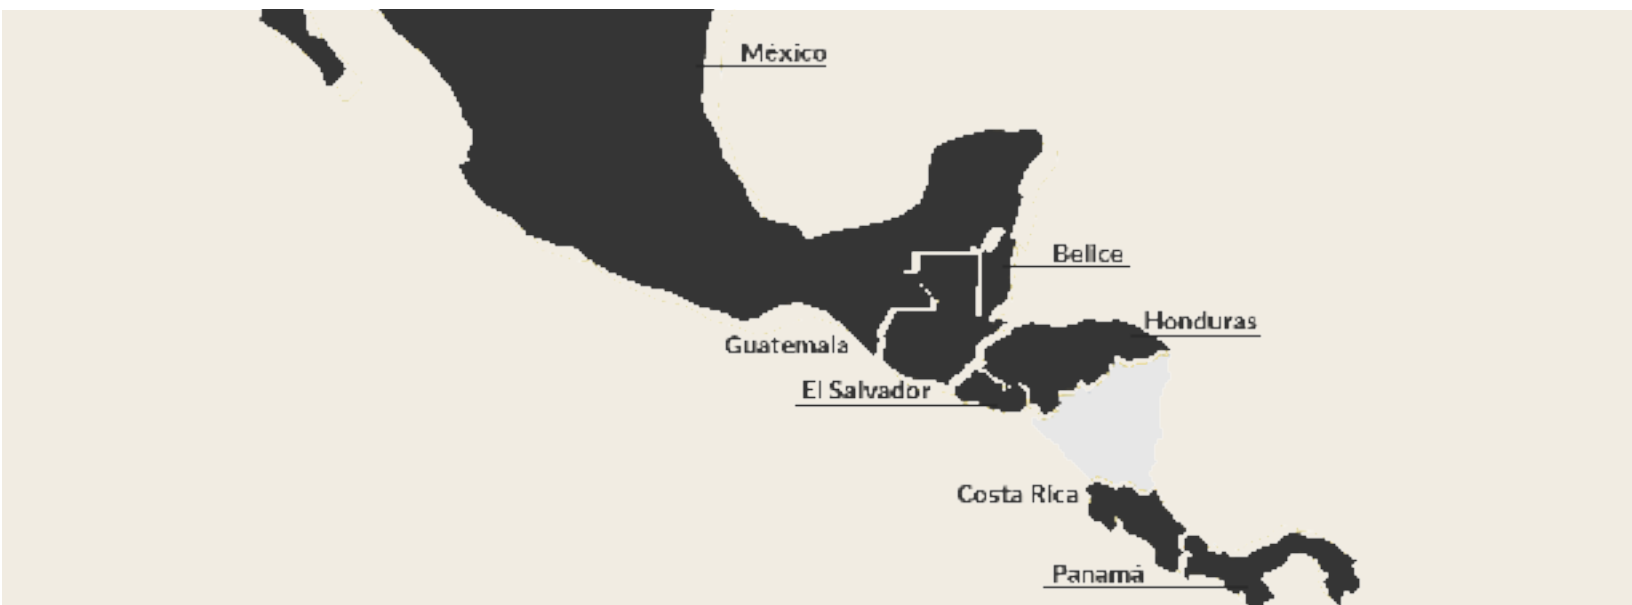 México
Belice
Honduras
Guatemala
El Salvador
Costa Rica
Panamá